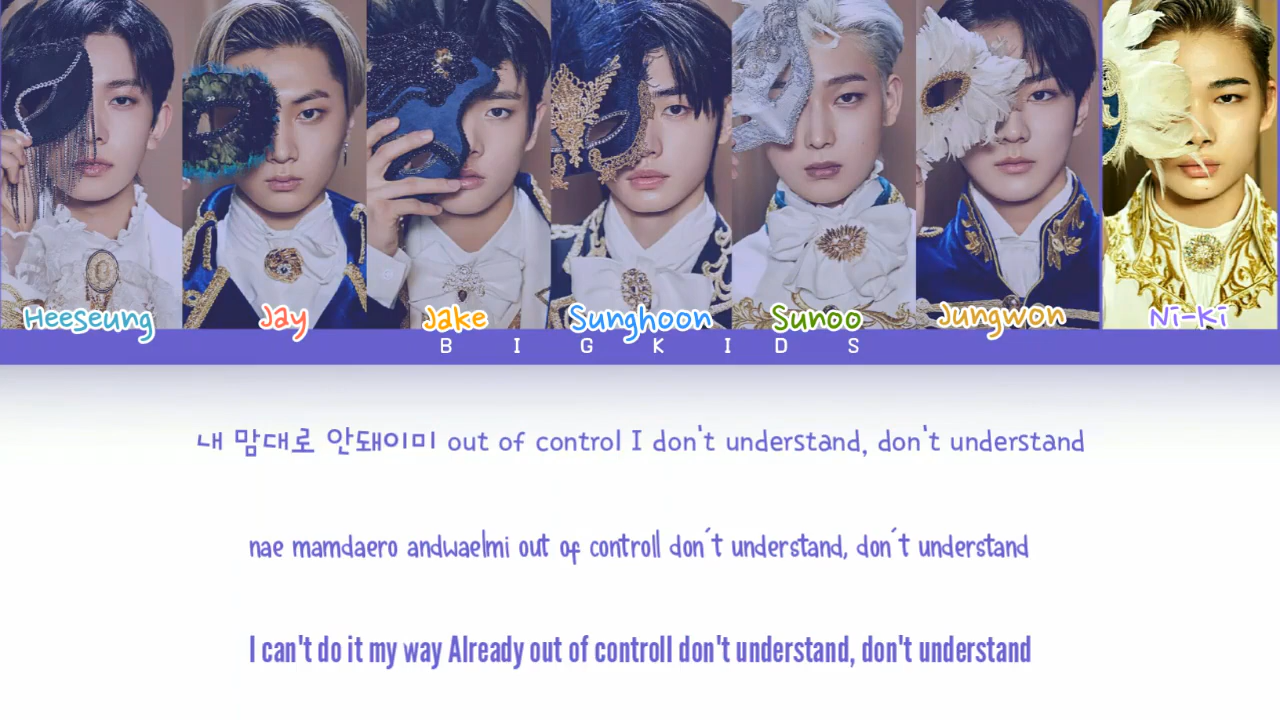 Heeseung Jay Jake Sunghoon Sunoo Jungwon Ni-Ki
B I G K I D S
내 맘대로 안돼이미 out of control I don't understand, don't understand
nae mamdaero andwaelmi out of controll don´t understand, don´t understand
I can't do it my way Already out of controll don't understand, don't understand